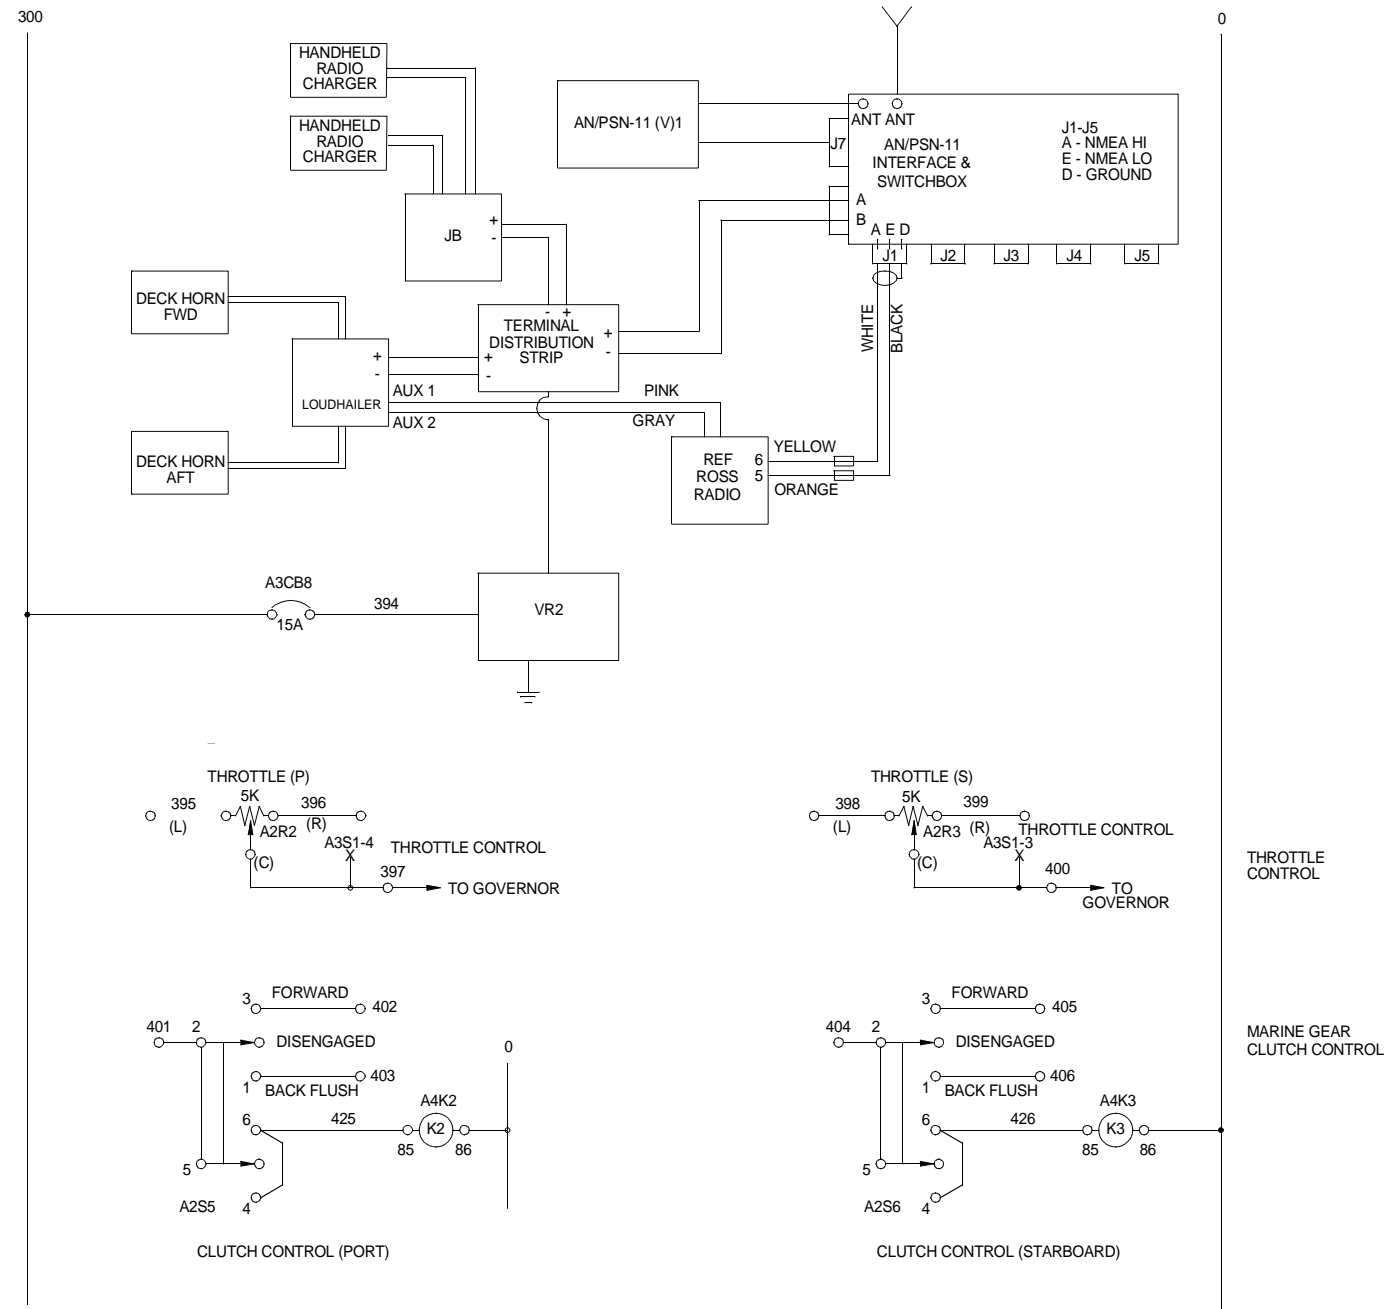 300
0
HANDHELD
RADIO
CHARGER
HANDHELD
RADIO
CHARGER
AN/PSN-11 (V)1
ANT ANT
J7
AN/PSN-11
INTERFACE &
SWITCHBOX
J1-J5
A - NMEA HI
E - NMEA LO
D - GROUND
A
B
A E D
J1
J2
J3
J4
J5
JB
+
-
DECK HORN
FWD
- +
TERMINAL
DISTRIBUTION
STRIP
+
-
+
-
+
-
LOUDHAILER
AUX 1
AUX 2
PINK
GRAY
WHITE
BLACK
DECK HORN
AFT
REF
ROSS
RADIO
6
5
YELLOW
ORANGE
A3CB8
15A
394
VR2
THROTTLE (P)
5K
395
(L)
396
(R)
A2R2
A3S1-4
(C)
THROTTLE CONTROL
397
TO GOVERNOR
THROTTLE (S)
5K
398
(L)
399
(R)
A2R3
A3S1-3
(C)
THROTTLE CONTROL
400
TO
GOVERNOR
THROTTLE
CONTROL
3
FORWARD
402
401
2
DISENGAGED
1
BACK FLUSH
403
0
6
425
A4K2
K2
85
86
5
A2S5
4
CLUTCH CONTROL (PORT)
3
FORWARD
405
404
2
DISENGAGED
1
BACK FLUSH
406
6
426
A4K3
K3
85
86
5
A2S6
4
CLUTCH CONTROL (STARBOARD)
MARINE GEAR
CLUTCH CONTROL